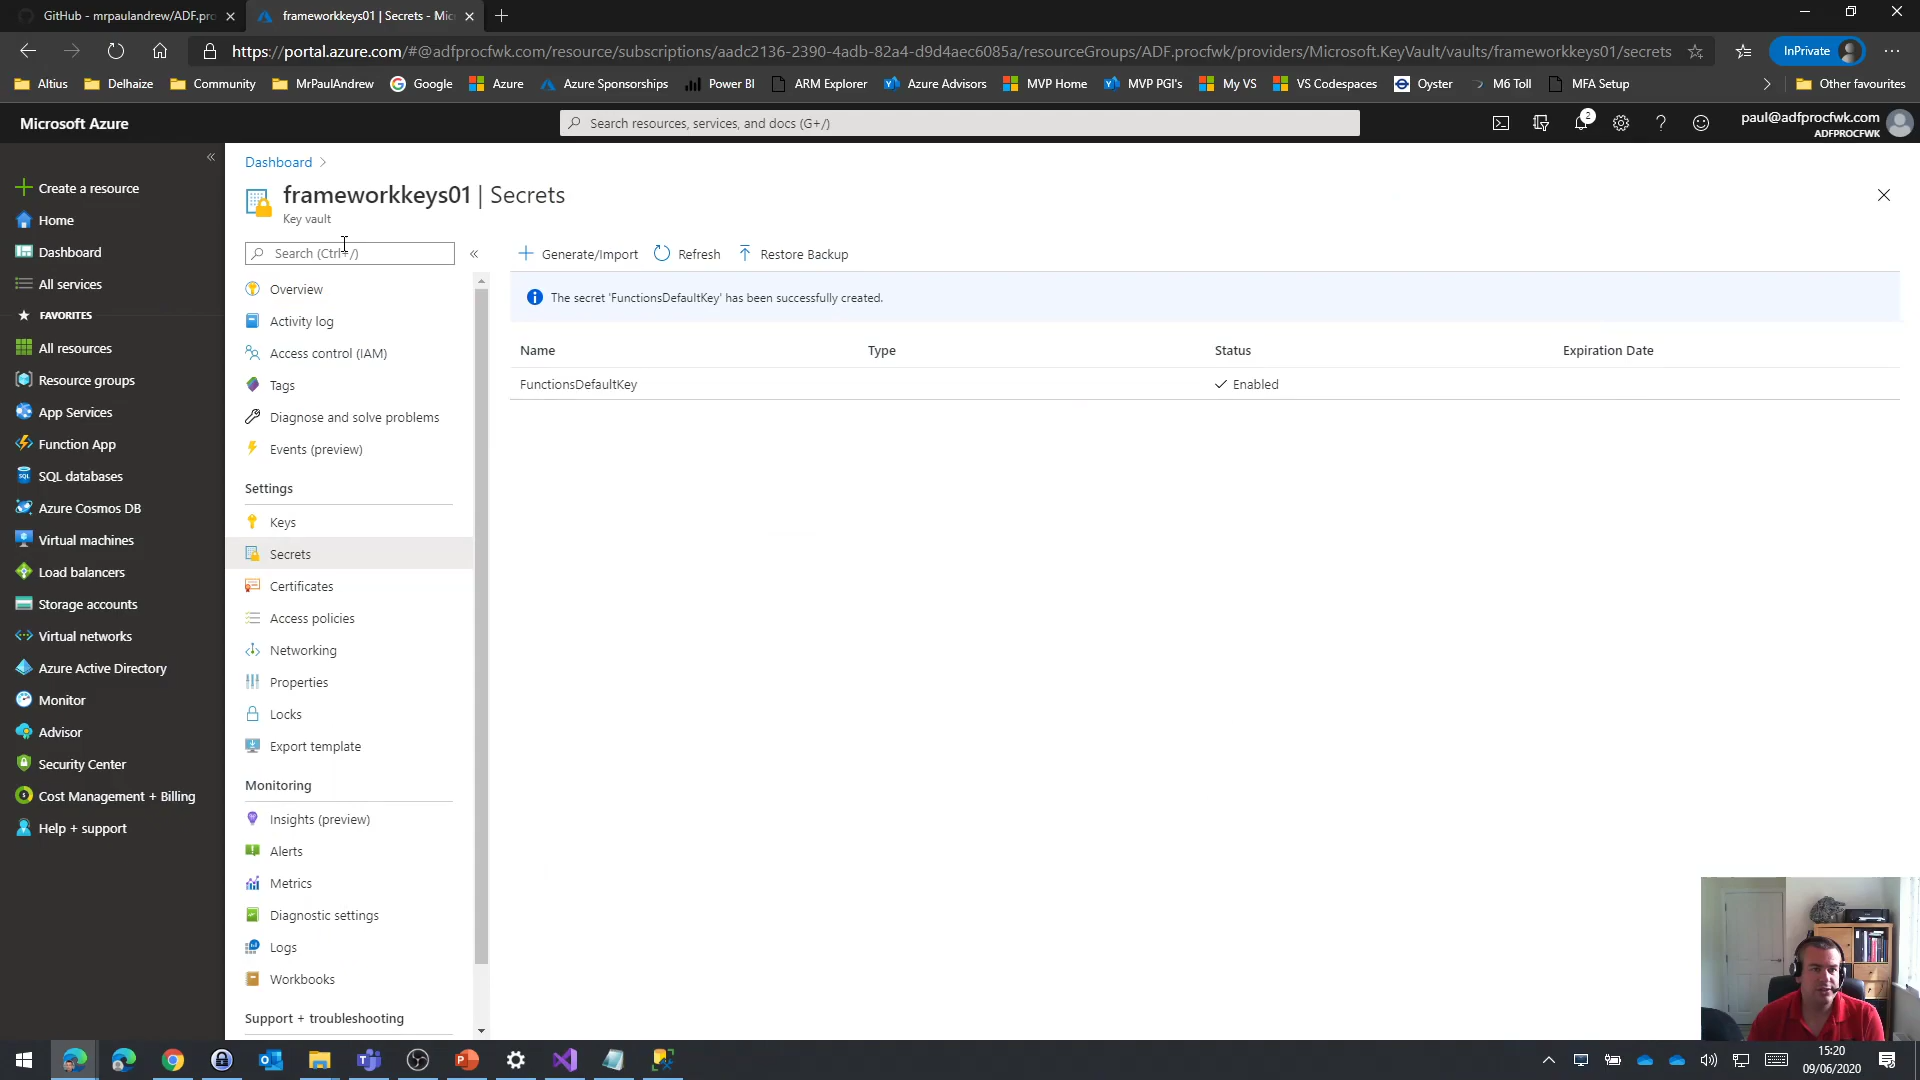 GitHub - mrpaulandrew/ADF.pro
frameworkkeys01 | Secrets - Mic
https://portal.azure.com/#@adfprocfwk.com/resource/subscriptions/aadc2136-2390-4adb-82a4-d9d4aec6085a/resourceGroups/ADF.procfwk/providers/Microsoft.KeyVault/vaults/frameworkkeys01/secrets
InPrivate
Altius
Delhaize
Community
MrPaulAndrew
Google
Azure
Azure Sponsorships
Power BI
ARM Explorer
Azure Advisors
MVP Home
MVP PGI's
My VS
VS Codespaces
Oyster
M6 Toll
MFA Setup
Other favourites
Microsoft Azure
Search resources, services, and docs (G+/)
2
paul@adfprocfwk.com
ADFPROCFWK
Create a resource
Home
Dashboard
All services
FAVORITES
All resources
Resource groups
App Services
Function App
SQL databases
Azure Cosmos DB
Virtual machines
Load balancers
Storage accounts
Virtual networks
Azure Active Directory
Monitor
Advisor
Security Center
Cost Management + Billing
Help + support
Dashboard
frameworkkeys01 | Secrets
Key vault
Search (Ctrl+/)
Overview
Activity log
Access control (IAM)
Tags
Diagnose and solve problems
Events (preview)
Settings
Keys
Secrets
Certificates
Access policies
Networking
Properties
Locks
Export template
Monitoring
Insights (preview)
Alerts
Metrics
Diagnostic settings
Logs
Workbooks
Support + troubleshooting
Generate/Import
Refresh
Restore Backup
The secret 'FunctionsDefaultKey' has been successfully created.
Name Type Status Expiration Date
FunctionsDefaultKey Enabled
15:20
09/06/2020